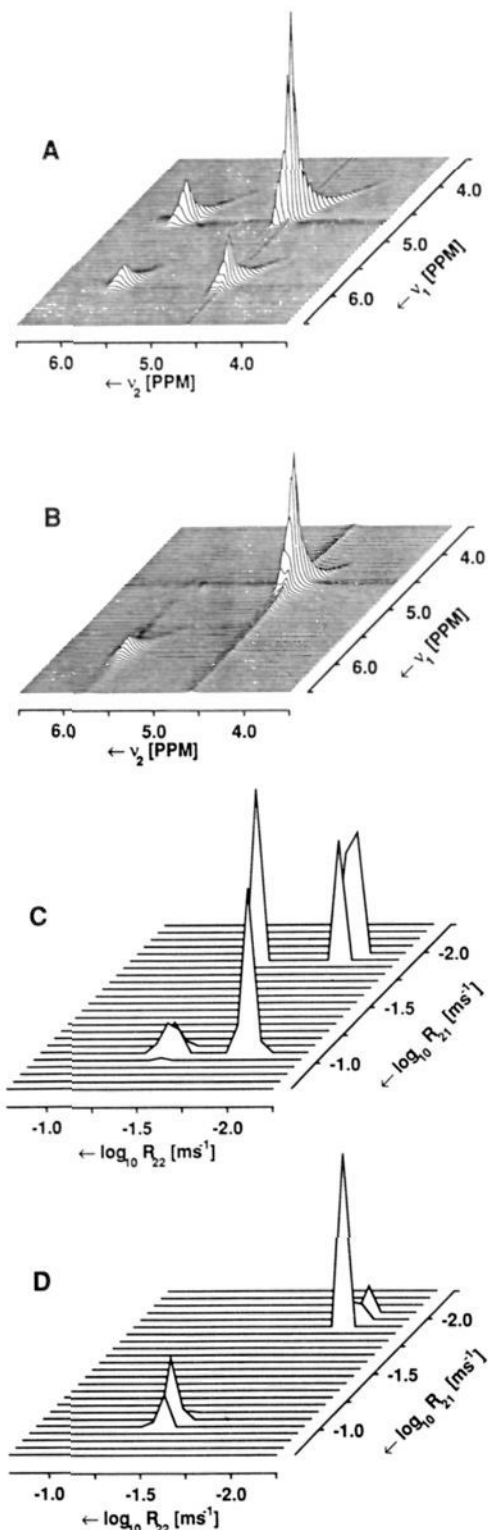 A
4.0
5.0
6.0
← ν₁ [PPM]
6.0 5.0 4.0
← ν₂ [PPM]
B
4.0
5.0
6.0
← ν₁ [PPM]
6.0 5.0 4.0
← ν₂ [PPM]
C
-2.0
-1.5
-1.0
← log₁₀ R₂₁ [ms⁻¹]
-1.0 -1.5 -2.0
← log₁₀ R₂₂ [ms⁻¹]
D
-2.0
-1.5
-1.0
← log₁₀ R₂₁ [ms⁻¹]
-1.0 -1.5 -2.0
← log₁₀ R₂₂ [ms⁻¹]